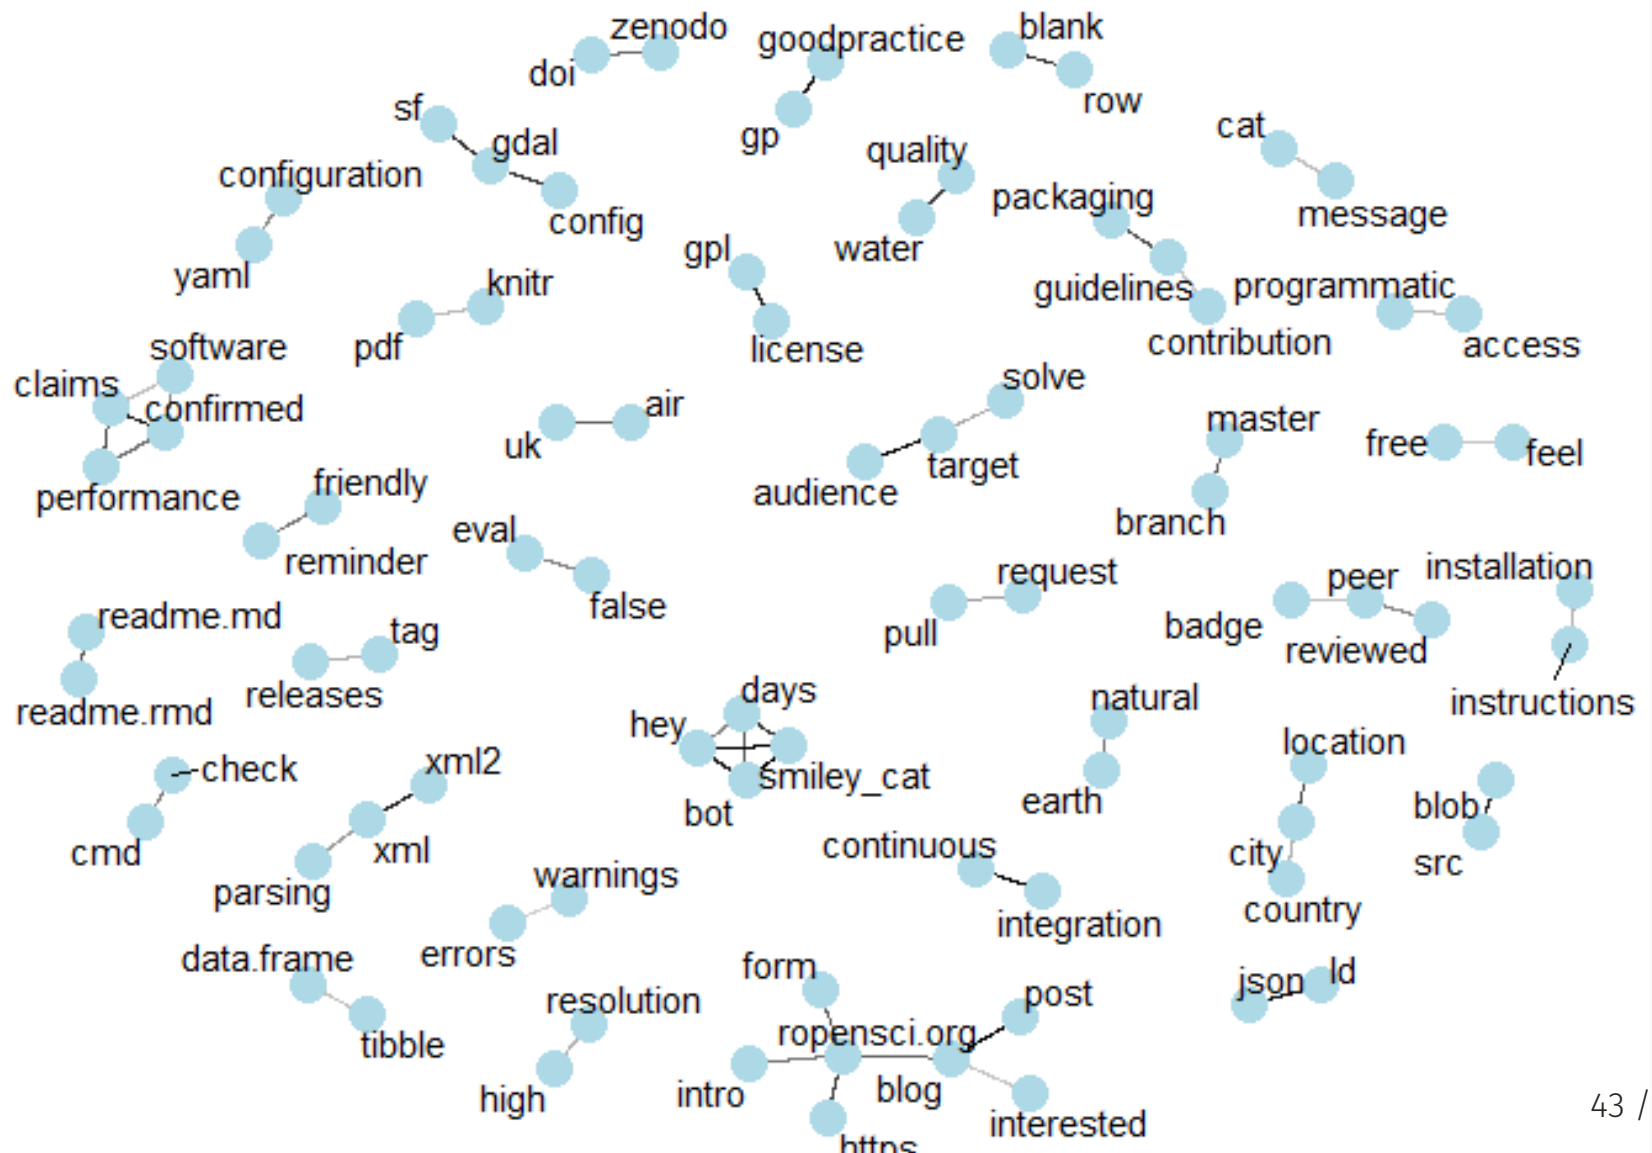 zenodo
doi
goodpractice
gp
blank
row
sf
gdal
config
configuration
yaml
quality
water
cat
message
packaging
guidelines
contribution
programmatic
access
gpl
license
knitr
pdf
software
claims
confirmed
performance
uk
air
solve
target
audience
master
branch
free
feel
friendly
reminder
eval
false
request
pull
peer
badge
reviewed
installation
instructions
readme.md
readme.rmd
tag
releases
days
hey
smiley_cat
bot
natural
earth
location
city
country
blob
src
check
cmd
xml2
xml
parsing
continuous
integration
warnings
errors
data.frame
tibble
resolution
high
form
ropensci.org
intro
blog
post
interested
https
json
ld
43 /